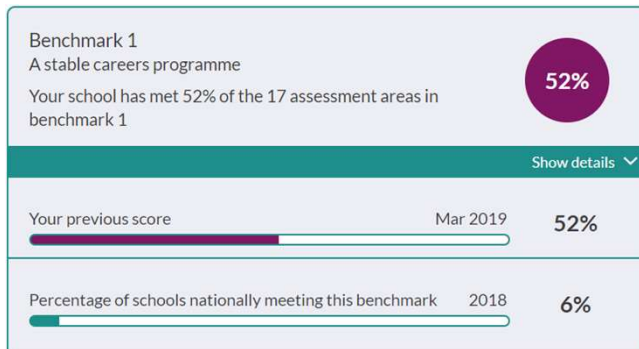 Benchmark 1
A stable careers programme
Your school has met 52% of the 17 assessment areas in
benchmark 1
52%
Show details
Your previous score Mar 2019 52%
Percentage of schools nationally meeting this benchmark 2018 6%